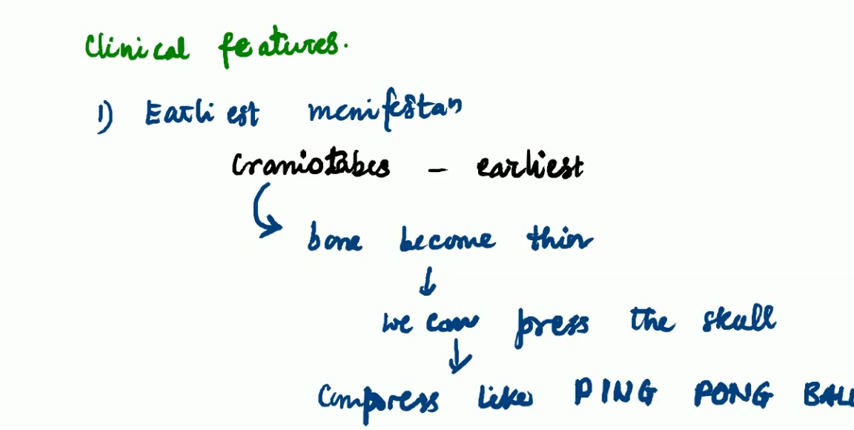 Clinical features.
1) Earliest menifestan
Craniotabes - earliest
bone become thin
↓
we can press the skull
↓
Compress like PING PONG BALL